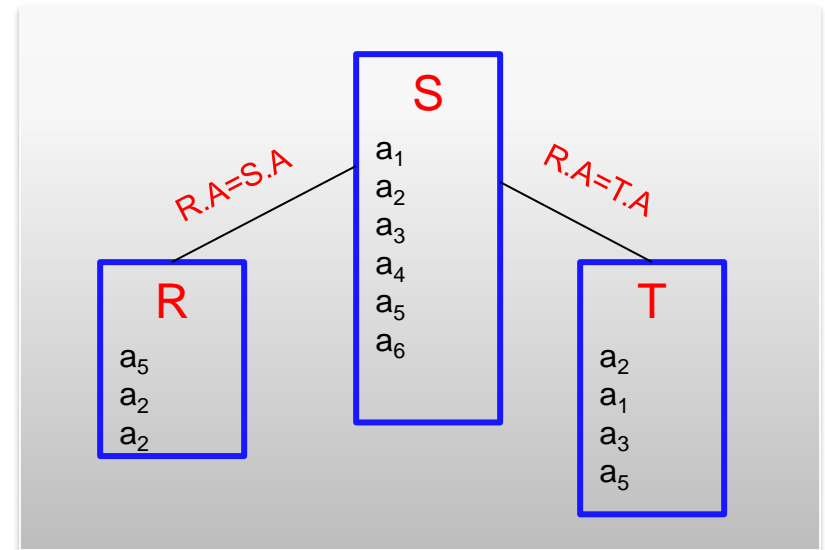 S
a₁
a₂
a₃
a₄
a₅
a₆
R.A=S.A
R.A=T.A
R
a₅
a₂
a₂
T
a₂
a₁
a₃
a₅